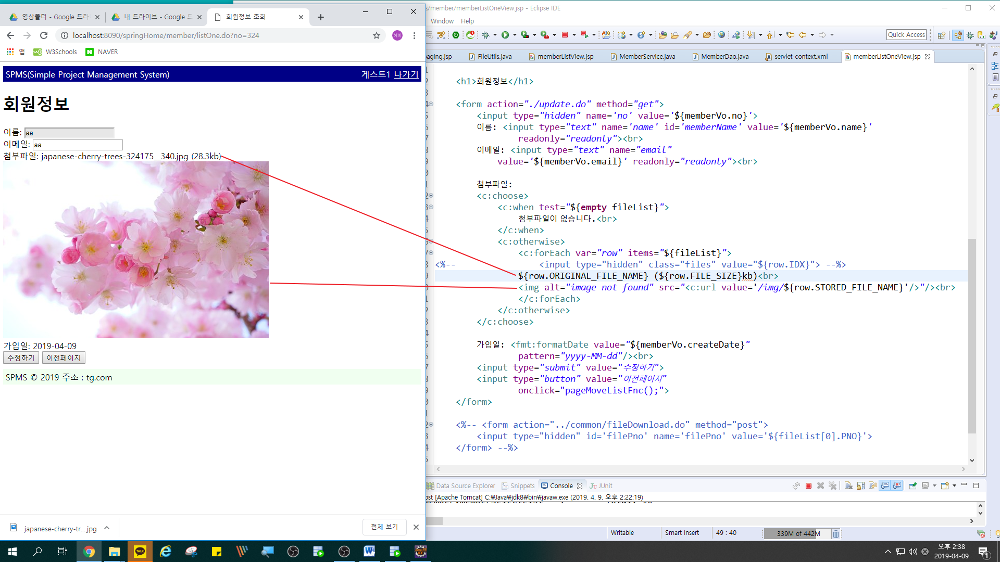 s/member/memberListOneView.jsp - Eclipse IDE
영상폴더 - Google 드라
내 드라이브 - Google 드
회원정보 조회
Window Help
localhost:8090/springHome/member/listOne.do?no=324
혜미
Quick Access
앱 W3Schools NAVER
aging.jsp FileUtils.java memberListView.jsp MemberService.java MemberDao.java servlet-context.xml memberListOneView.jsp
SPMS(Simple Project Management System) 게스트1 나가기
회원정보
이름: aa
이메일: aa
첨부파일: japanese-cherry-trees-324175__340.jpg (28.3kb)
가입일: 2019-04-09
수정하기 이전페이지
SPMS © 2019 주소 : tg.com
<h1>회원정보</h1>
<form action="./update.do" method="get">
<input type="hidden" name='no' value='${memberVo.no}'>
이름: <input type="text" name='name' id='memberName' value='${memberVo.name}'
readonly="readonly"><br>
이메일: <input type="text" name="email"
value='${memberVo.email}' readonly="readonly"><br>
첨부파일:
<c:choose>
<c:when test="${empty fileList}">
첨부파일이 없습니다.<br>
</c:when>
<c:otherwise>
<c:forEach var="row" items="${fileList}">
<%-- <input type="hidden" class="files" value="${row.IDX}"> --%>
${row.ORIGINAL_FILE_NAME} (${row.FILE_SIZE}kb)<br>
<img alt="image not found" src="<c:url value='/img/${row.STORED_FILE_NAME}'/>"/><br>
</c:forEach>
</c:otherwise>
</c:choose>
가입일: <fmt:formatDate value="${memberVo.createDate}"
pattern="yyyy-MM-dd"/><br>
<input type="submit" value="수정하기">
<input type="button" value="이전페이지"
onclick="pageMoveListFnc();">
</form>
<%-- <form action="../common/fileDownload.do" method="post">
<input type="hidden" id='filePno' name='filePno' value='${fileList[0].PNO}'>
</form> --%>
Data Source Explorer Snippets Console JUnit
ost [Apache Tomcat] C:\Java\jdk8\bin\javaw.exe (2019. 4. 9. 오후 2:22:19)
Writable Smart Insert 49 : 40 339M of 442M
japanese-cherry-tr....jpg 전체 보기
TALK
오후 2:38
2019-04-09
1